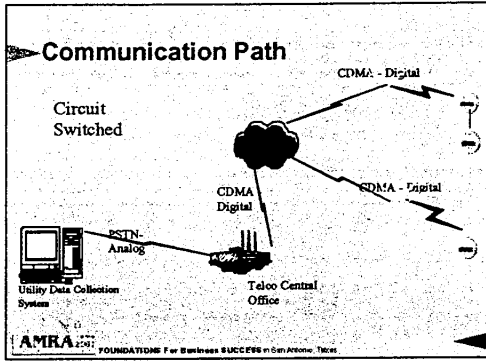 Communication Path
CDMA - Digital
Circuit
Switched
CDMA
Digital
CDMA - Digital
PSTN-
Analog
Utility Data Collection
System
Telco Central
Office
AMRA
FOUNDATIONS For Business SUCCESS in San Antonio, Texas